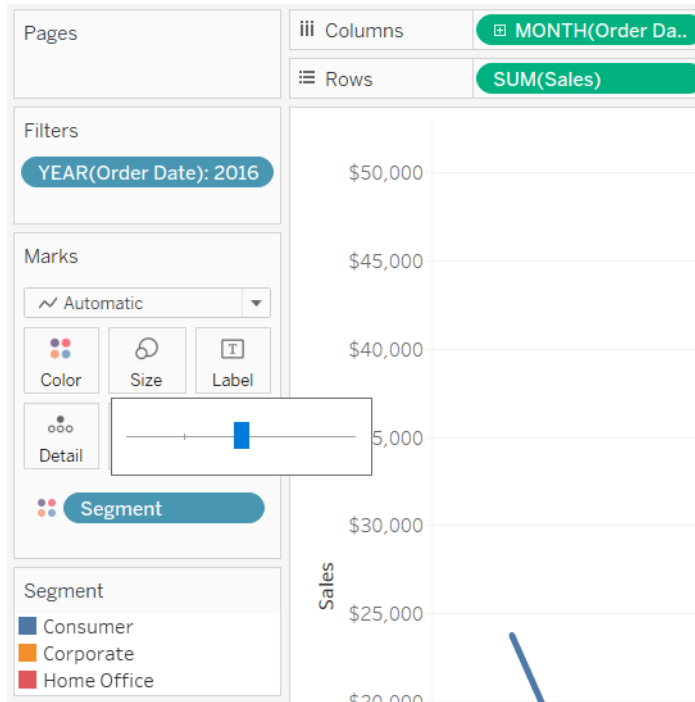 Pages
Columns
MONTH(Order Da..
Rows
SUM(Sales)
Filters
YEAR(Order Date): 2016
Marks
Automatic
Color
Size
T
Label
Detail
Segment
Segment
Consumer
Corporate
Home Office
$50,000
$45,000
$40,000
5,000
$30,000
$25,000
$20,000
Sales